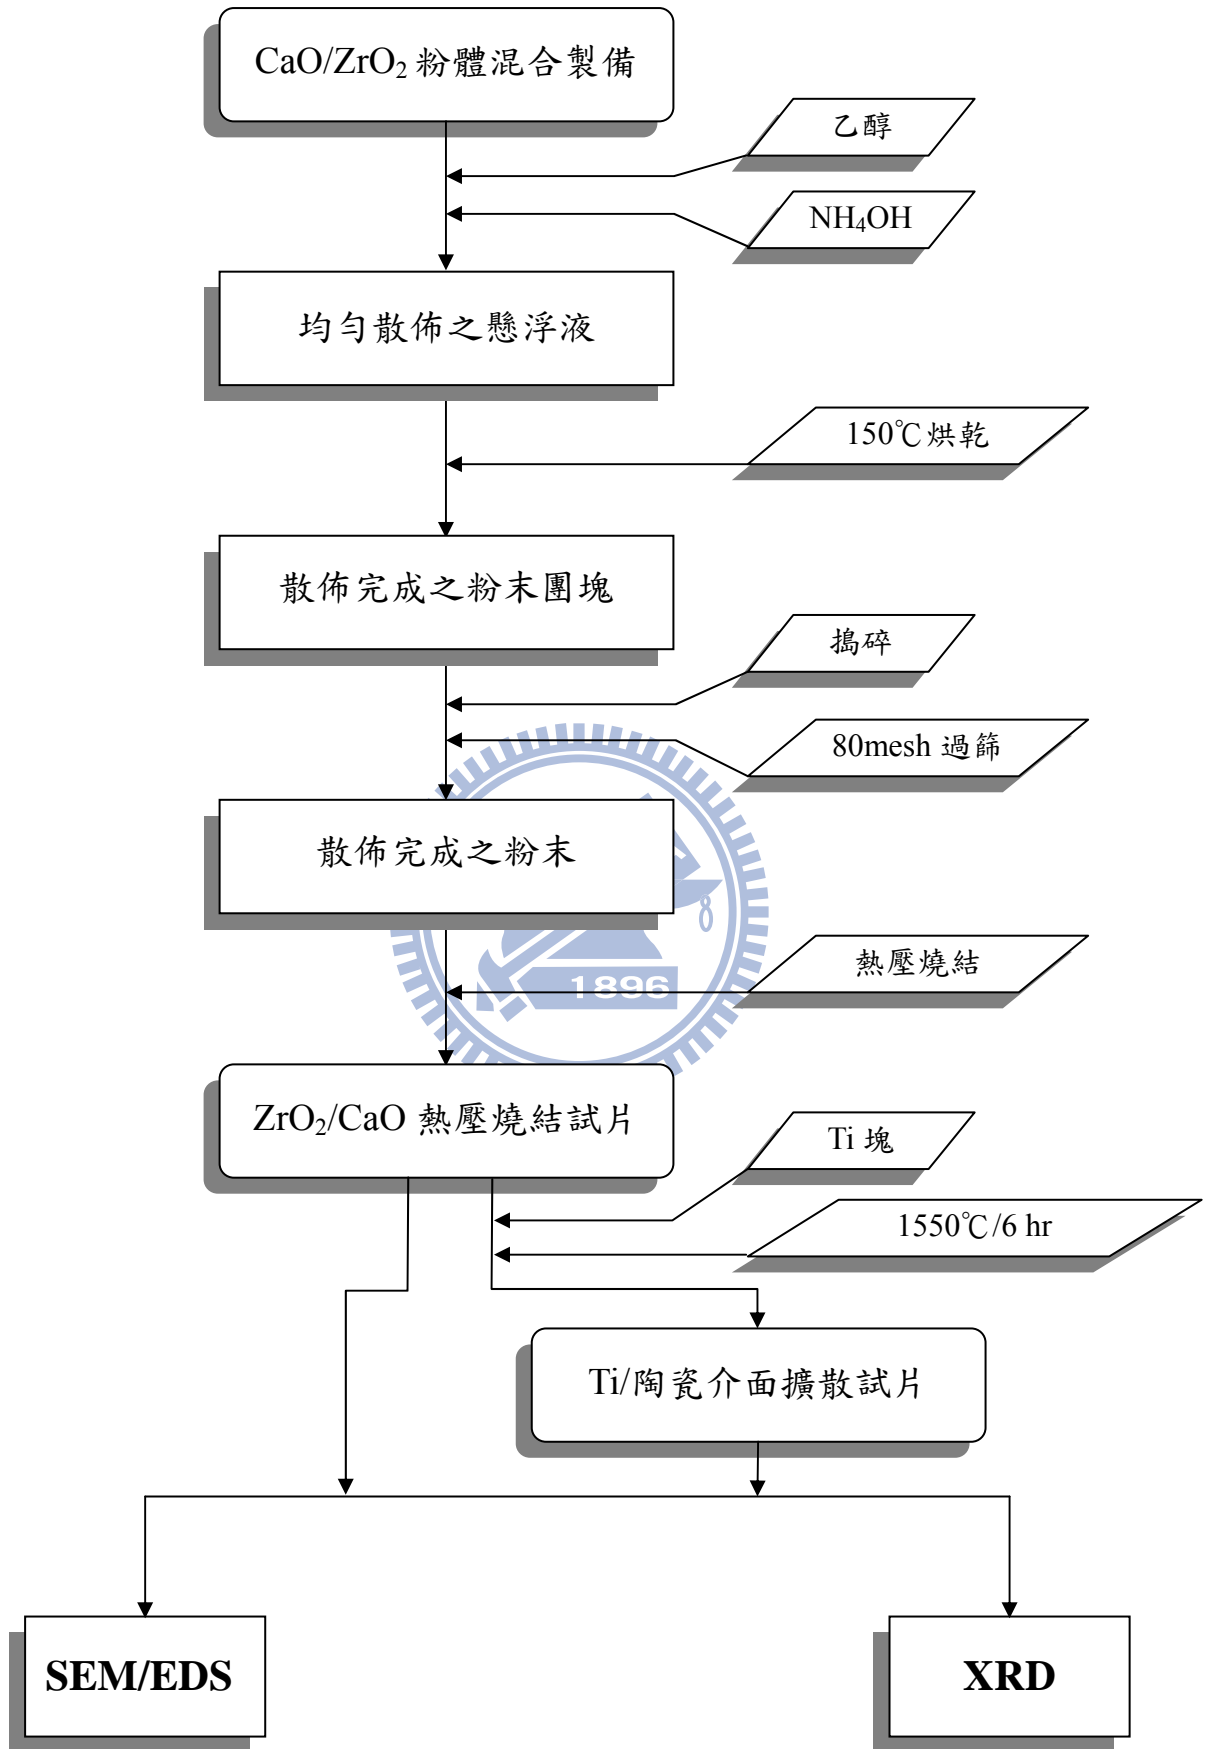 CaO/ZrO₂ 粉體混合製備
乙醇
NH₄OH
均勻散佈之懸浮液
150℃烘乾
散佈完成之粉末團塊
搗碎
80mesh 過篩
散佈完成之粉末
熱壓燒結
1896
ZrO₂/CaO 熱壓燒結試片
Ti 塊
1550℃/6 hr
Ti/陶瓷介面擴散試片
SEM/EDS
XRD